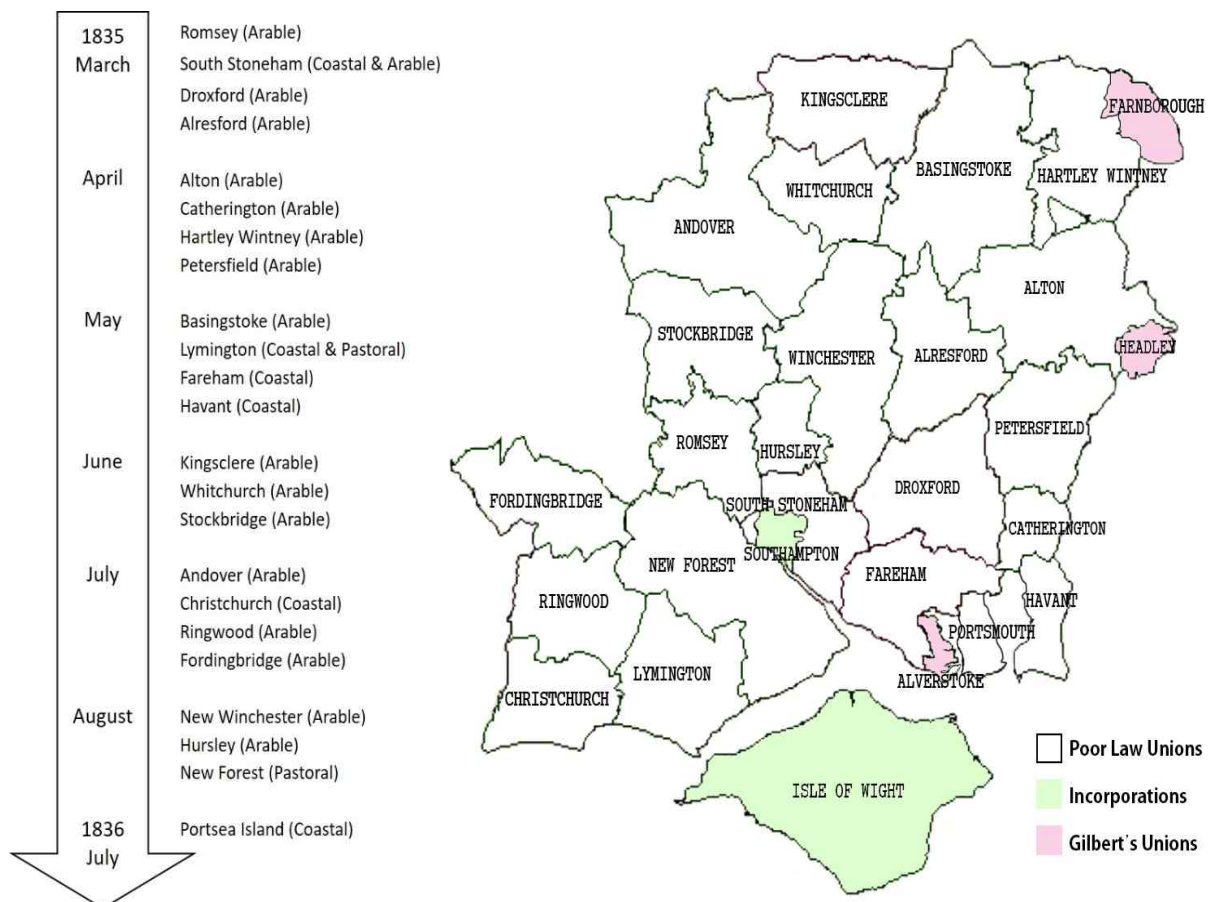 1835
March
Romsey (Arable)
South Stoneham (Coastal & Arable)
Droxford (Arable)
Alresford (Arable)
April
Alton (Arable)
Catherington (Arable)
Hartley Wintney (Arable)
Petersfield (Arable)
May
Basingstoke (Arable)
Lymington (Coastal & Pastoral)
Fareham (Coastal)
Havant (Coastal)
June
Kingsclere (Arable)
Whitchurch (Arable)
Stockbridge (Arable)
July
Andover (Arable)
Christchurch (Coastal)
Ringwood (Arable)
Fordingbridge (Arable)
August
New Winchester (Arable)
Hursley (Arable)
New Forest (Pastoral)
1836
July
Portsea Island (Coastal)
KINGSCLERE
FARNBOROUGH
BASINGSTOKE
HARTLEY WINTNEY
WHITCHURCH
ANDOVER
ALTON
STOCKBRIDGE
HEADLEY
WINCHESTER
ALRESFORD
PETERSFIELD
ROMSEY
HURSLEY
DROXFORD
FORDINGBRIDGE
SOUTH STONEHAM
CATHERINGTON
SOUTHAMPTON
NEW FOREST
FAREHAM
RINGWOOD
HAVANT
PORTSMOUTH
LYMINGTON
ALVERSTOKE
CHRISTCHURCH
ISLE OF WIGHT
Poor Law Unions
Incorporations
Gilbert's Unions